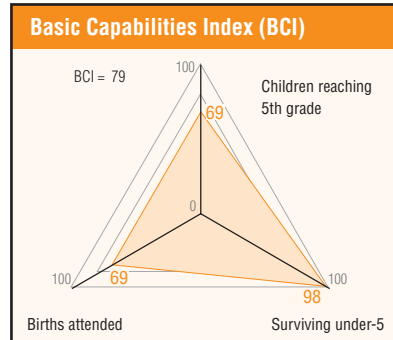 Basic Capabilities Index (BCI)
BCI = 79
100
Children reaching
5th grade
69
0
100
69
100
98
Births attended
Surviving under-5